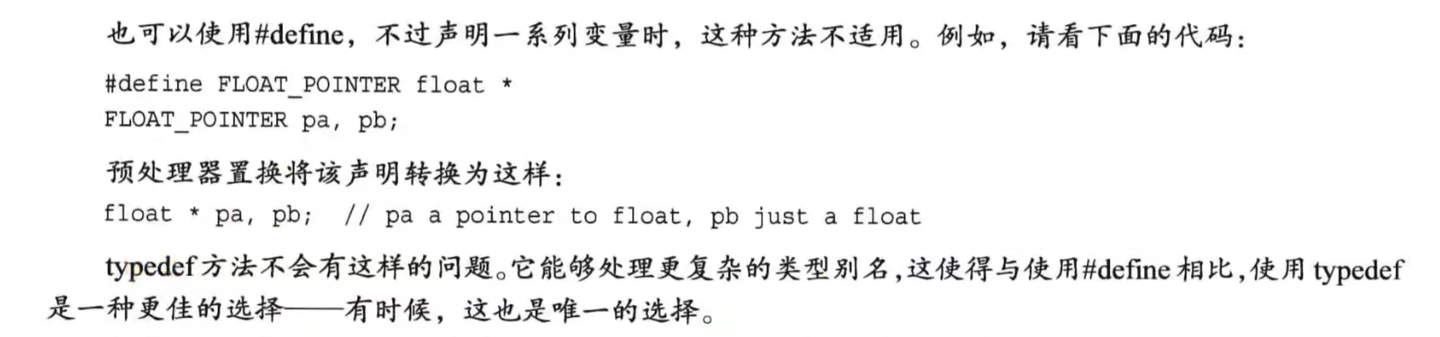 也可以使用#define，不过声明一系列变量时，这种方法不适用。例如，请看下面的代码：
#define FLOAT_POINTER float *
FLOAT_POINTER pa, pb;
预处理器置换将该声明转换为这样：
float * pa, pb;  // pa a pointer to float, pb just a float
typedef方法不会有这样的问题。它能够处理更复杂的类型别名,这使得与使用#define相比,使用typedef
是一种更佳的选择——有时候，这也是唯一的选择。